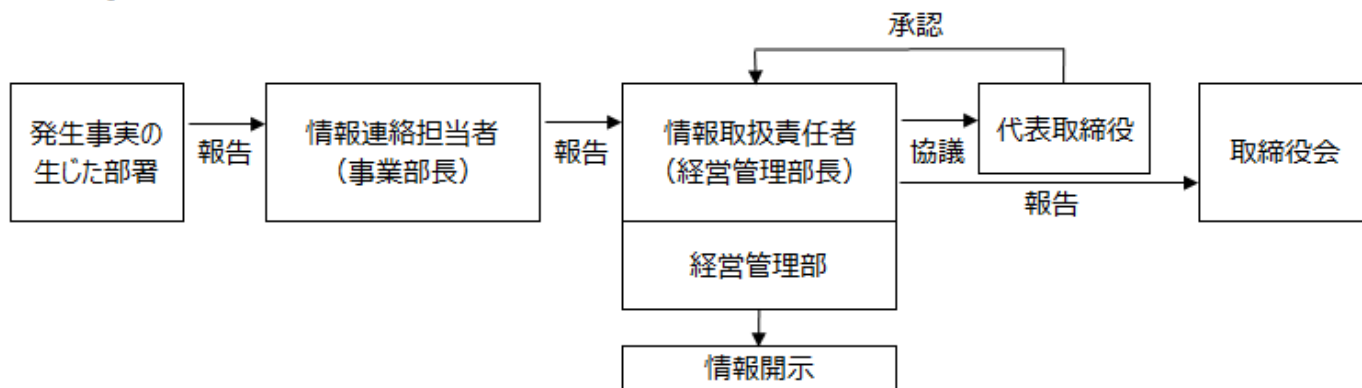 承認
発生事実の
生じた部署
報告
情報連絡担当者
（事業部長）
報告
情報取扱責任者
（経営管理部長）
協議
代表取締役
報告
取締役会
経営管理部
情報開示